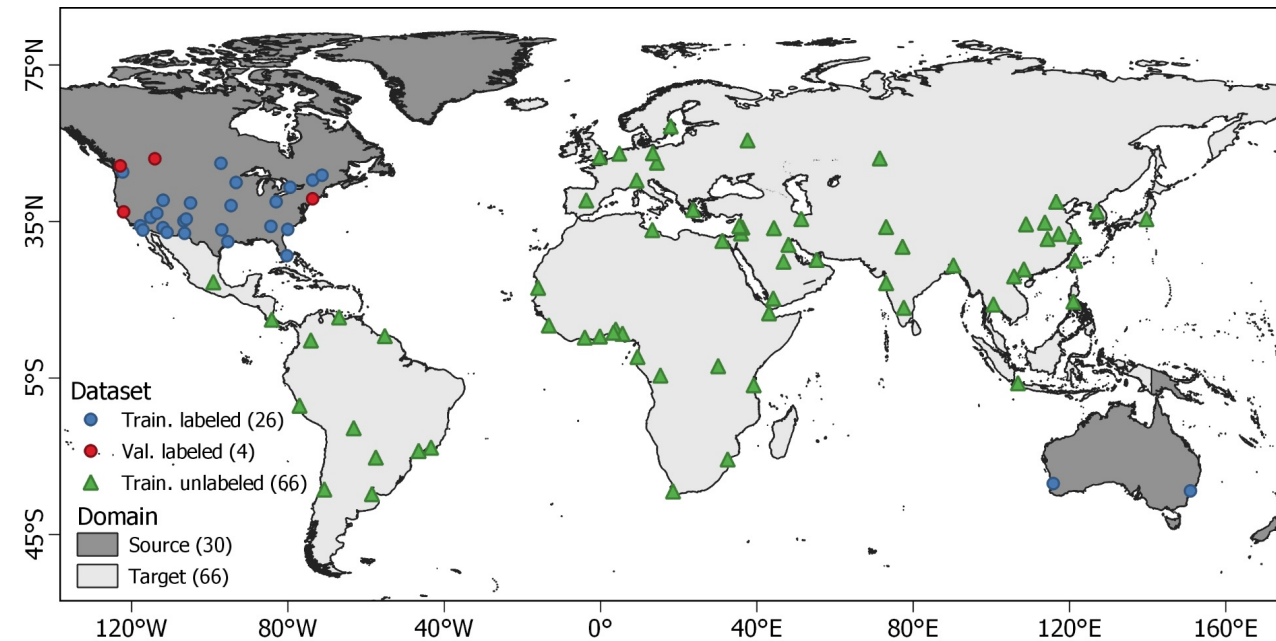 75°N
35°N
5°S
45°S
Dataset
Train. labeled (26)
Val. labeled (4)
Train. unlabeled (66)
Domain
Source (30)
Target (66)
120°W 80°W 40°W 0° 40°E 80°E 120°E 160°E